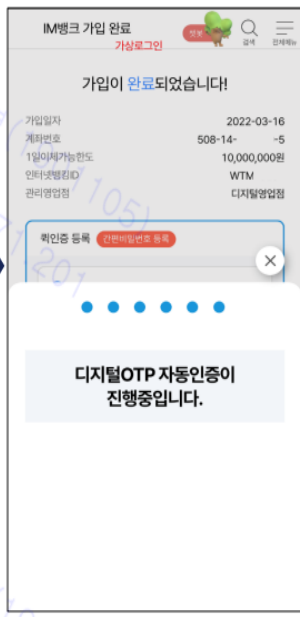 IM뱅크 가입 완료
가상로그인
챗봇
검색
전체메뉴
가입이 완료되었습니다!
가입일자 2022-03-16
계좌번호 508-14- -5
1일이체가능한도 10,000,000원
인터넷뱅킹ID WTM
관리영업점 디지털영업점
퀵인증 등록 간편비밀번호 등록
디지털OTP 자동인증이
진행중입니다.